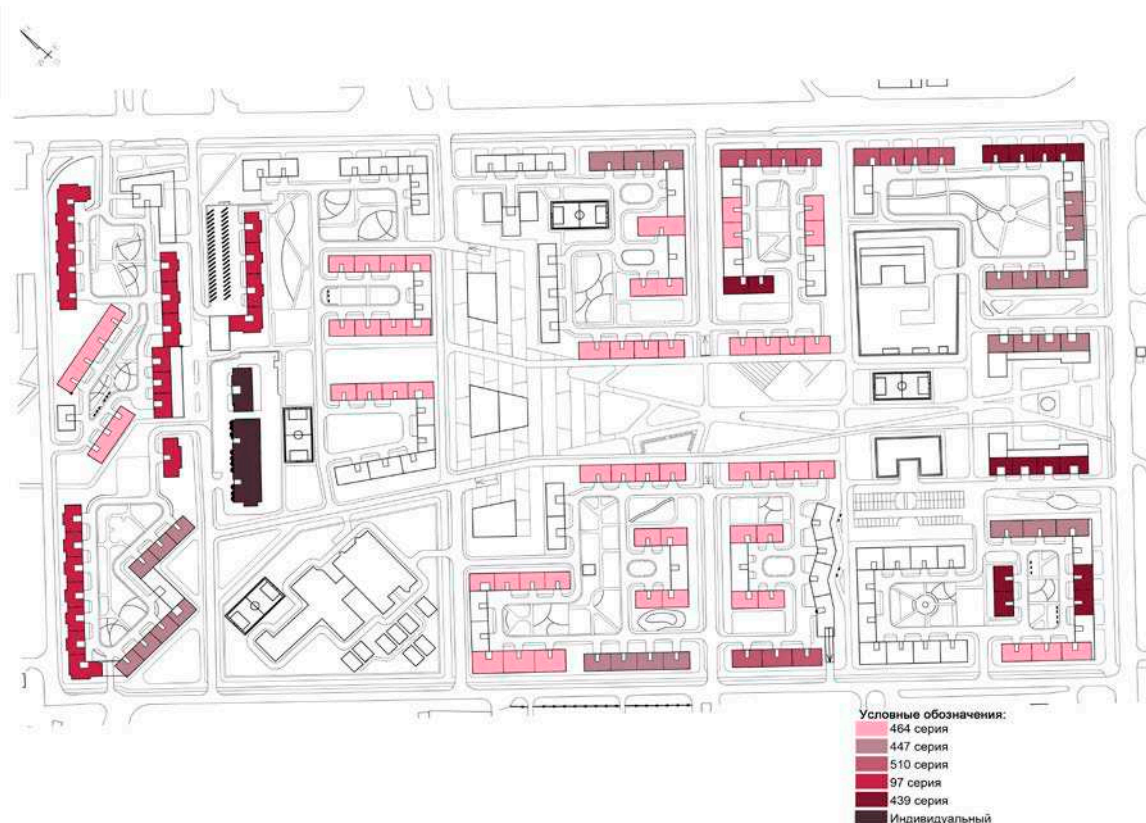 Условные обозначения:
464 серия
447 серия
510 серия
97 серия
439 серия
Индивидуальный